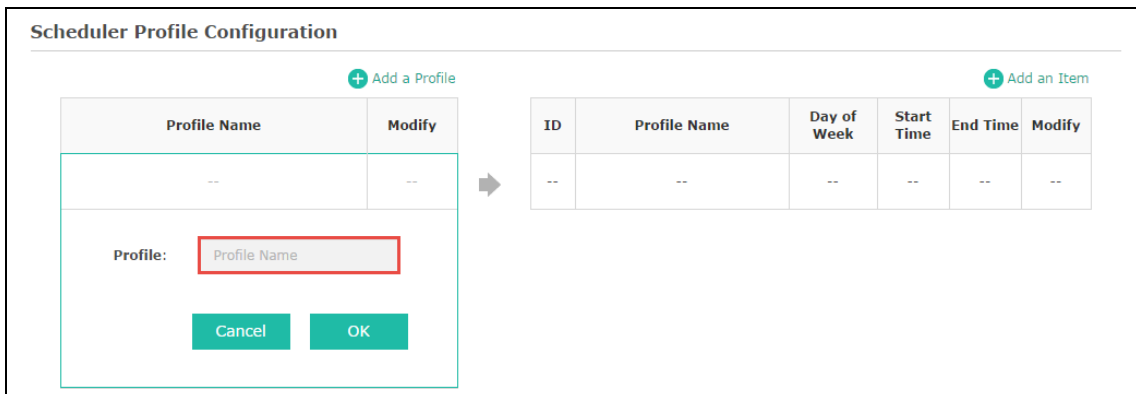 Scheduler Profile Configuration
Add a Profile
Profile Name Modify
-- --
Profile: Profile Name
Cancel OK
Add an Item
ID Profile Name Day of Week Start Time End Time Modify
-- -- -- -- -- --